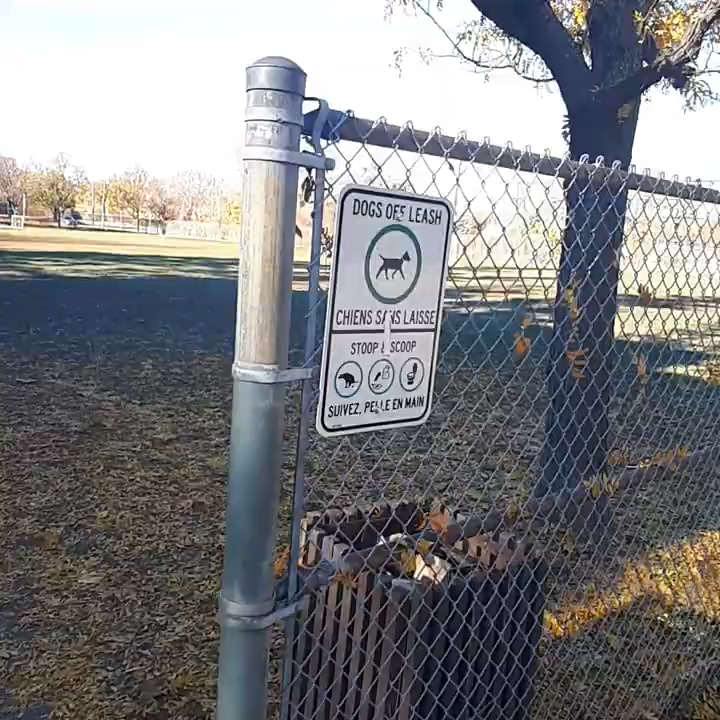 DOGS OFF LEASH
CHIENS SANS LAISSE
STOOP & SCOOP
SUIVEZ, PELLE EN MAIN